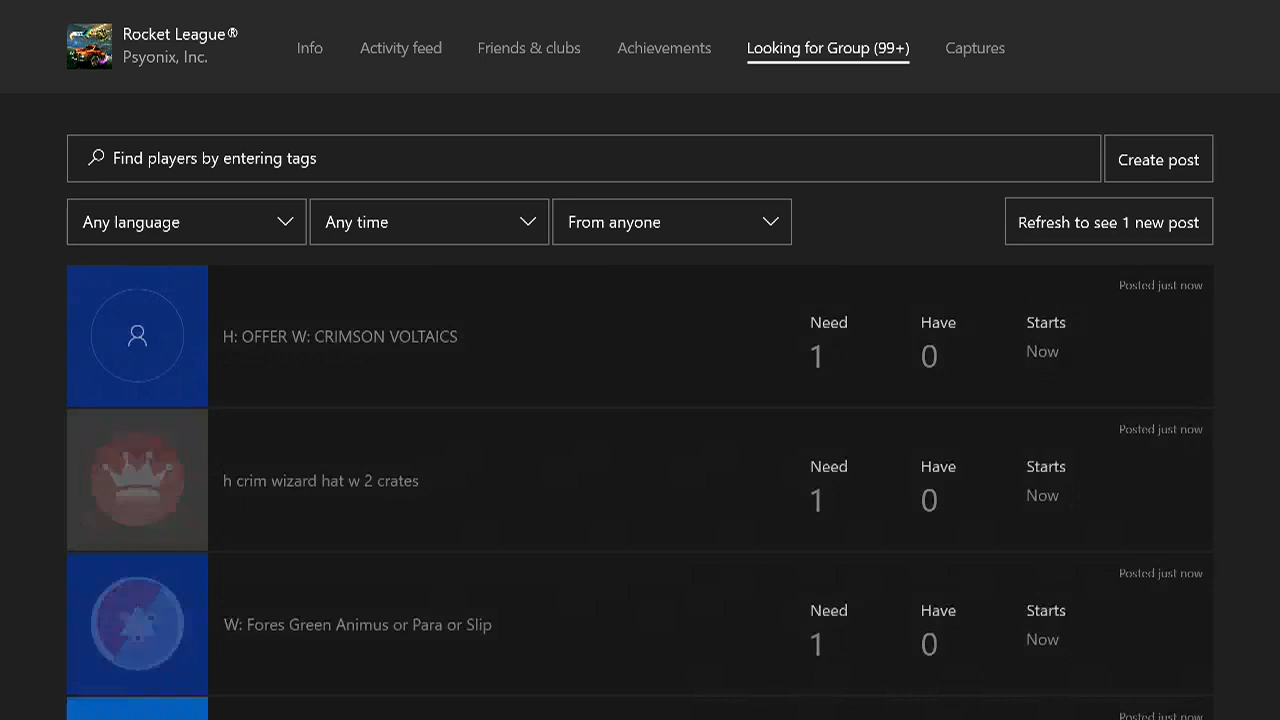 Rocket League®
Psyonix, Inc.
Info
Activity feed
Friends & clubs
Achievements
Looking for Group (99+)
Captures
Find players by entering tags
Create post
Any language
Any time
From anyone
Refresh to see 1 new post
Posted just now
H: OFFER W: CRIMSON VOLTAICS
Need
Have
Starts
1
0
Now
Posted just now
h crim wizard hat w 2 crates
Need
Have
Starts
1
0
Now
Posted just now
W: Fores Green Animus or Para or Slip
Need
Have
Starts
1
0
Now
Posted just now